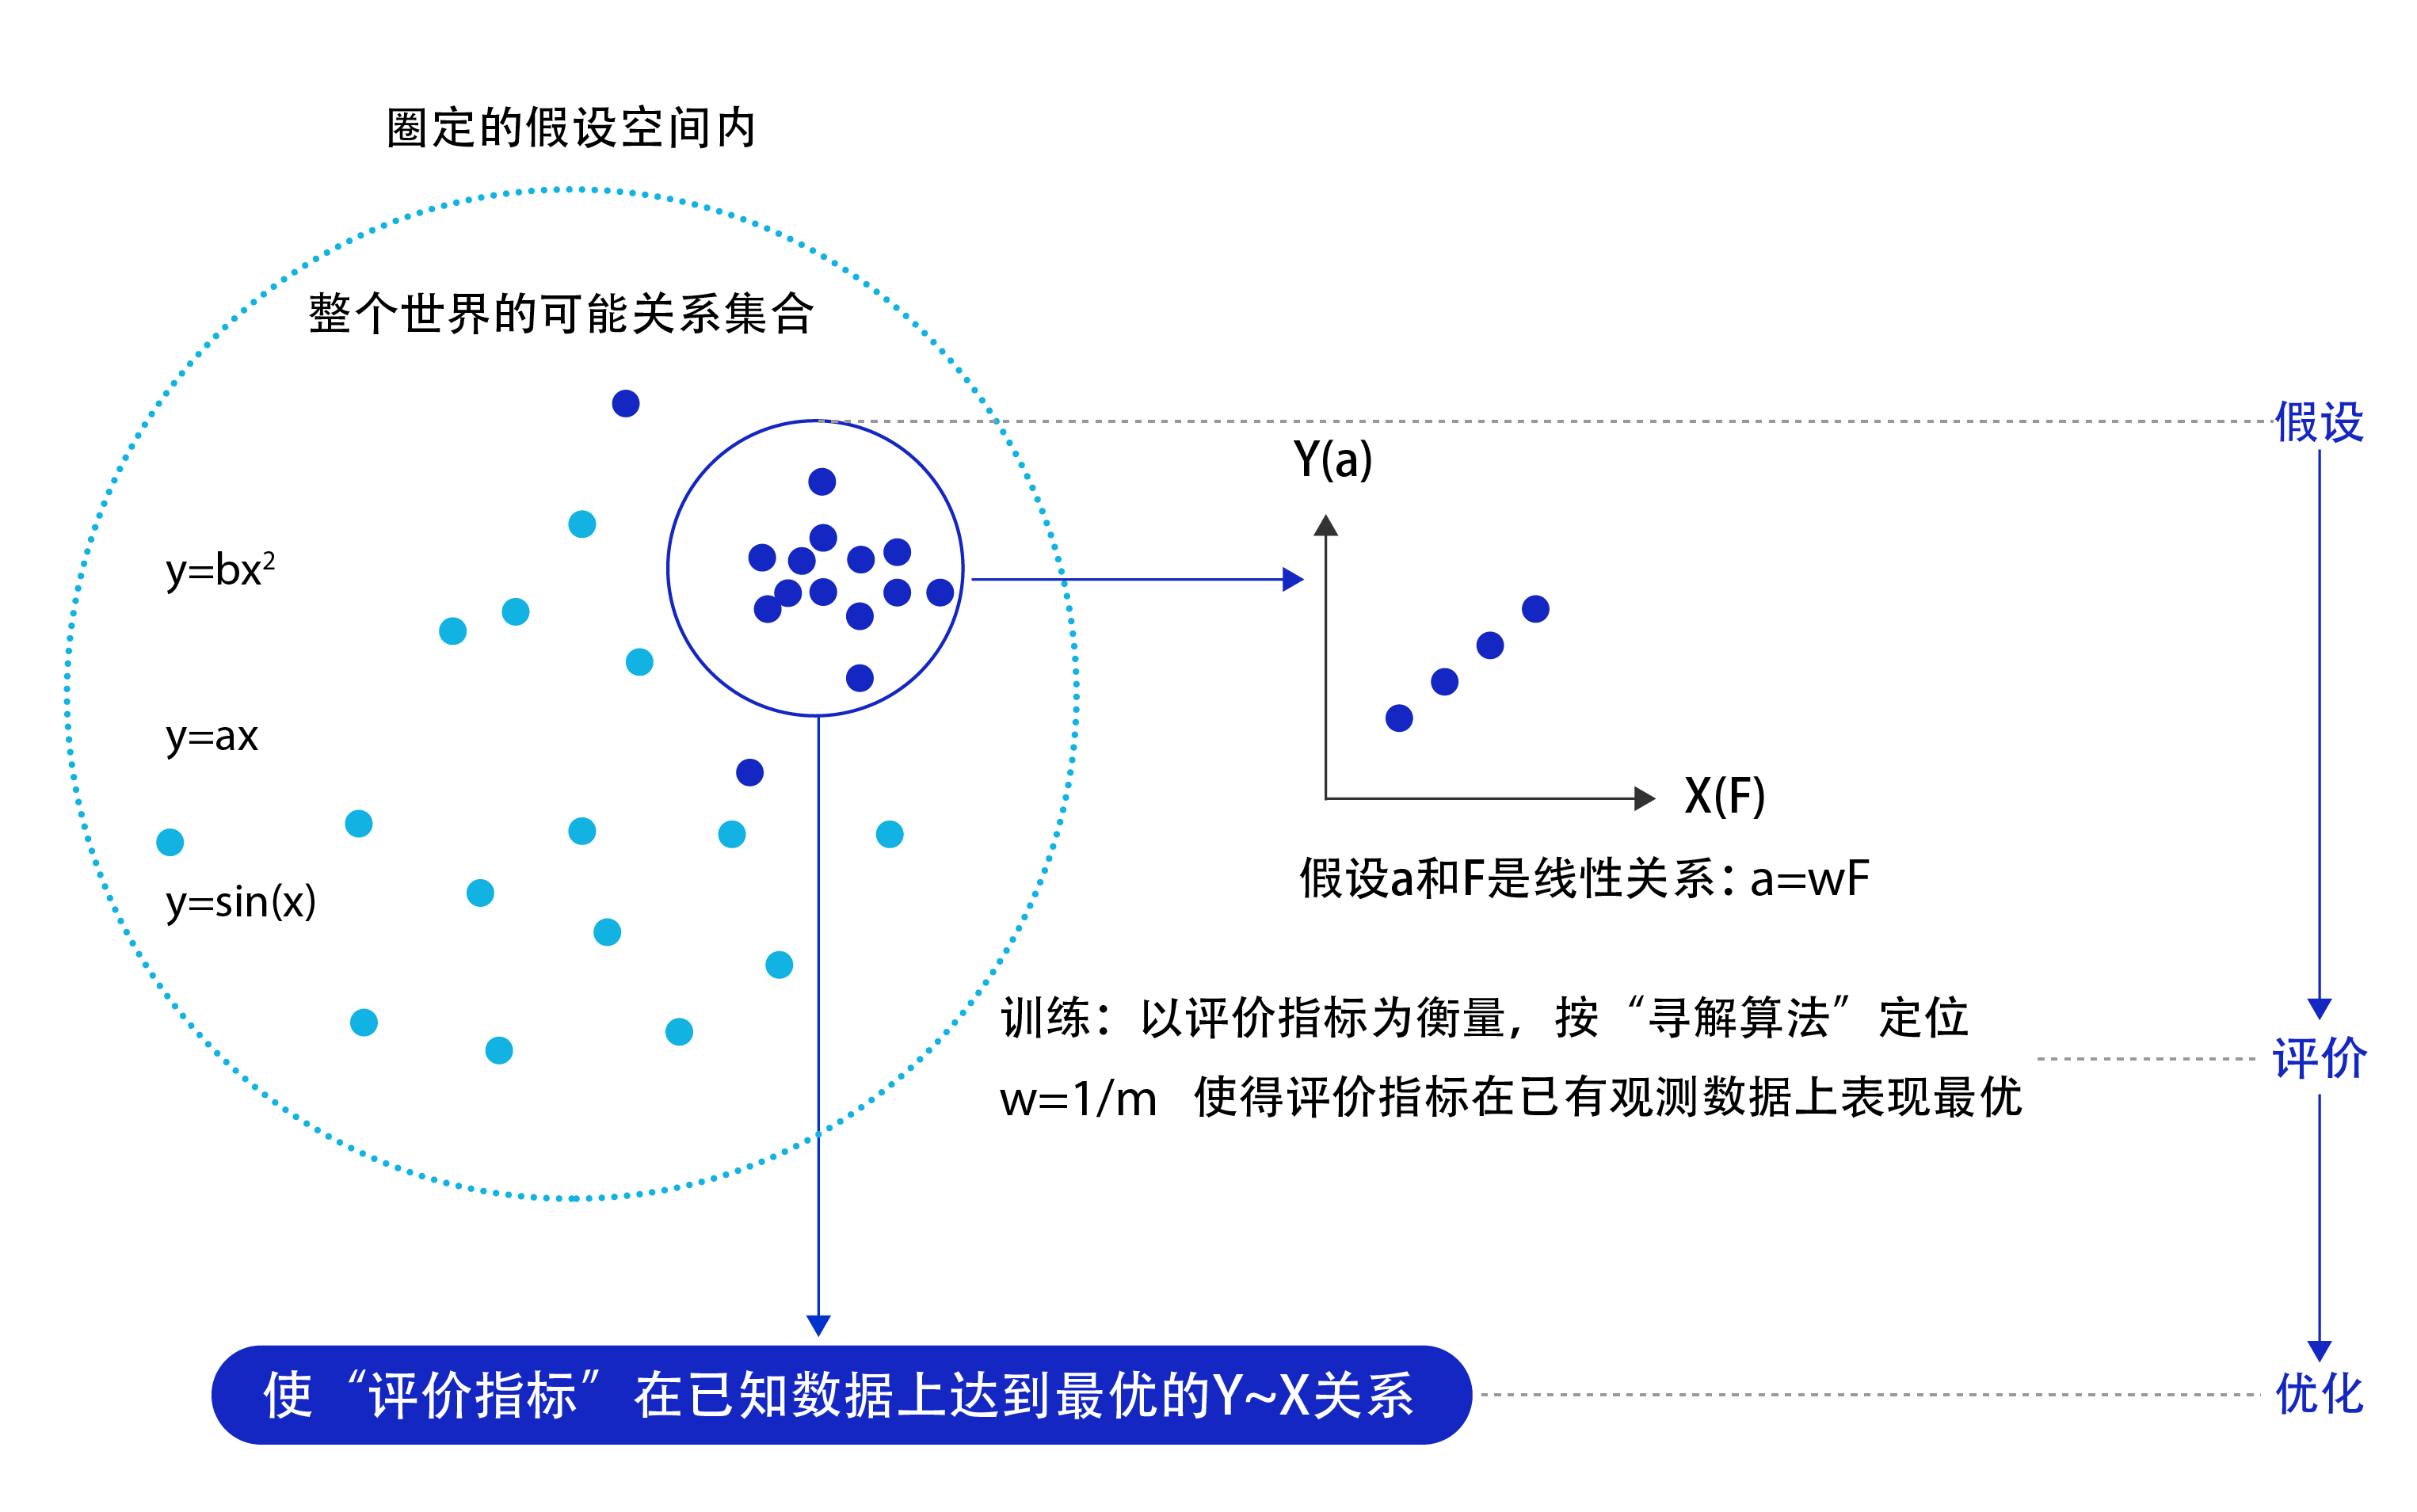 圈定的假设空间内
整个世界的可能关系集合
y=bx²
y=ax
y=sin(x)
Y(a)
X(F)
假设a和F是线性关系：a=wF
训练：以评价指标为衡量，按“寻解算法”定位
w=1/m 使得评价指标在已有观测数据上表现最优
使“评价指标”在已知数据上达到最优的Y~X关系
假设
评价
优化